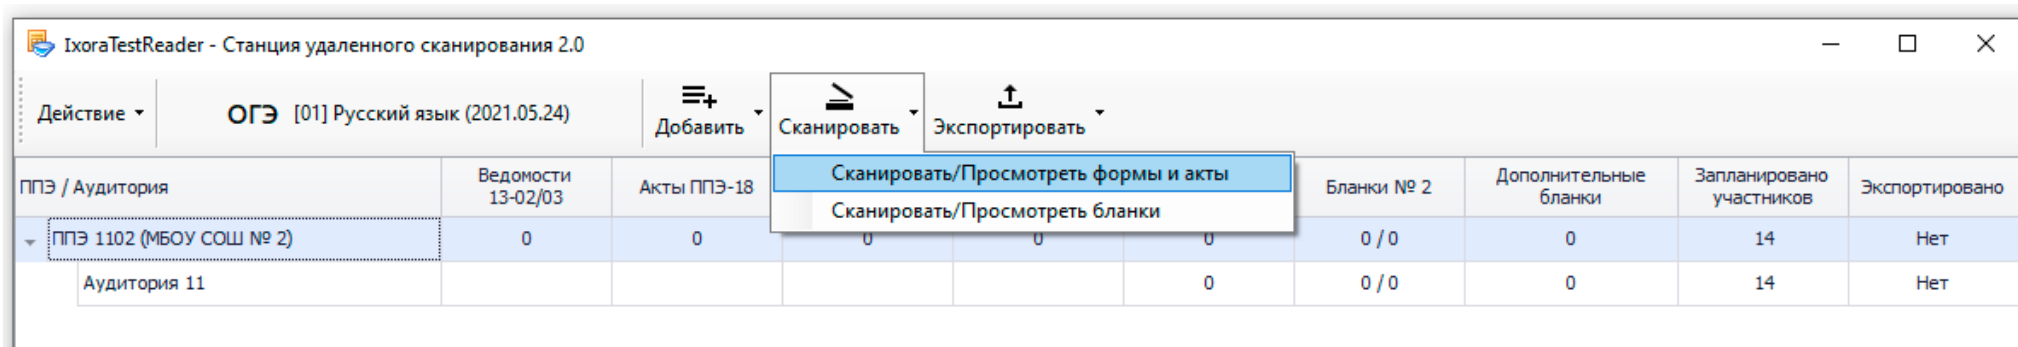 IxoraTestReader - Станция удаленного сканирования 2.0
Действие ОГЭ [01] Русский язык (2021.05.24) Добавить Сканировать Экспортировать
Сканировать/Просмотреть формы и акты
Сканировать/Просмотреть бланки
ППЭ / Аудитория Ведомости 13-02/03 Акты ППЭ-18 Бланки № 2 Дополнительные бланки Запланировано участников Экспортировано
ППЭ 1102 (МБОУ СОШ № 2) 0 0 0 0 0 0 / 0 0 14 Нет
Аудитория 11 0 0 / 0 0 14 Нет